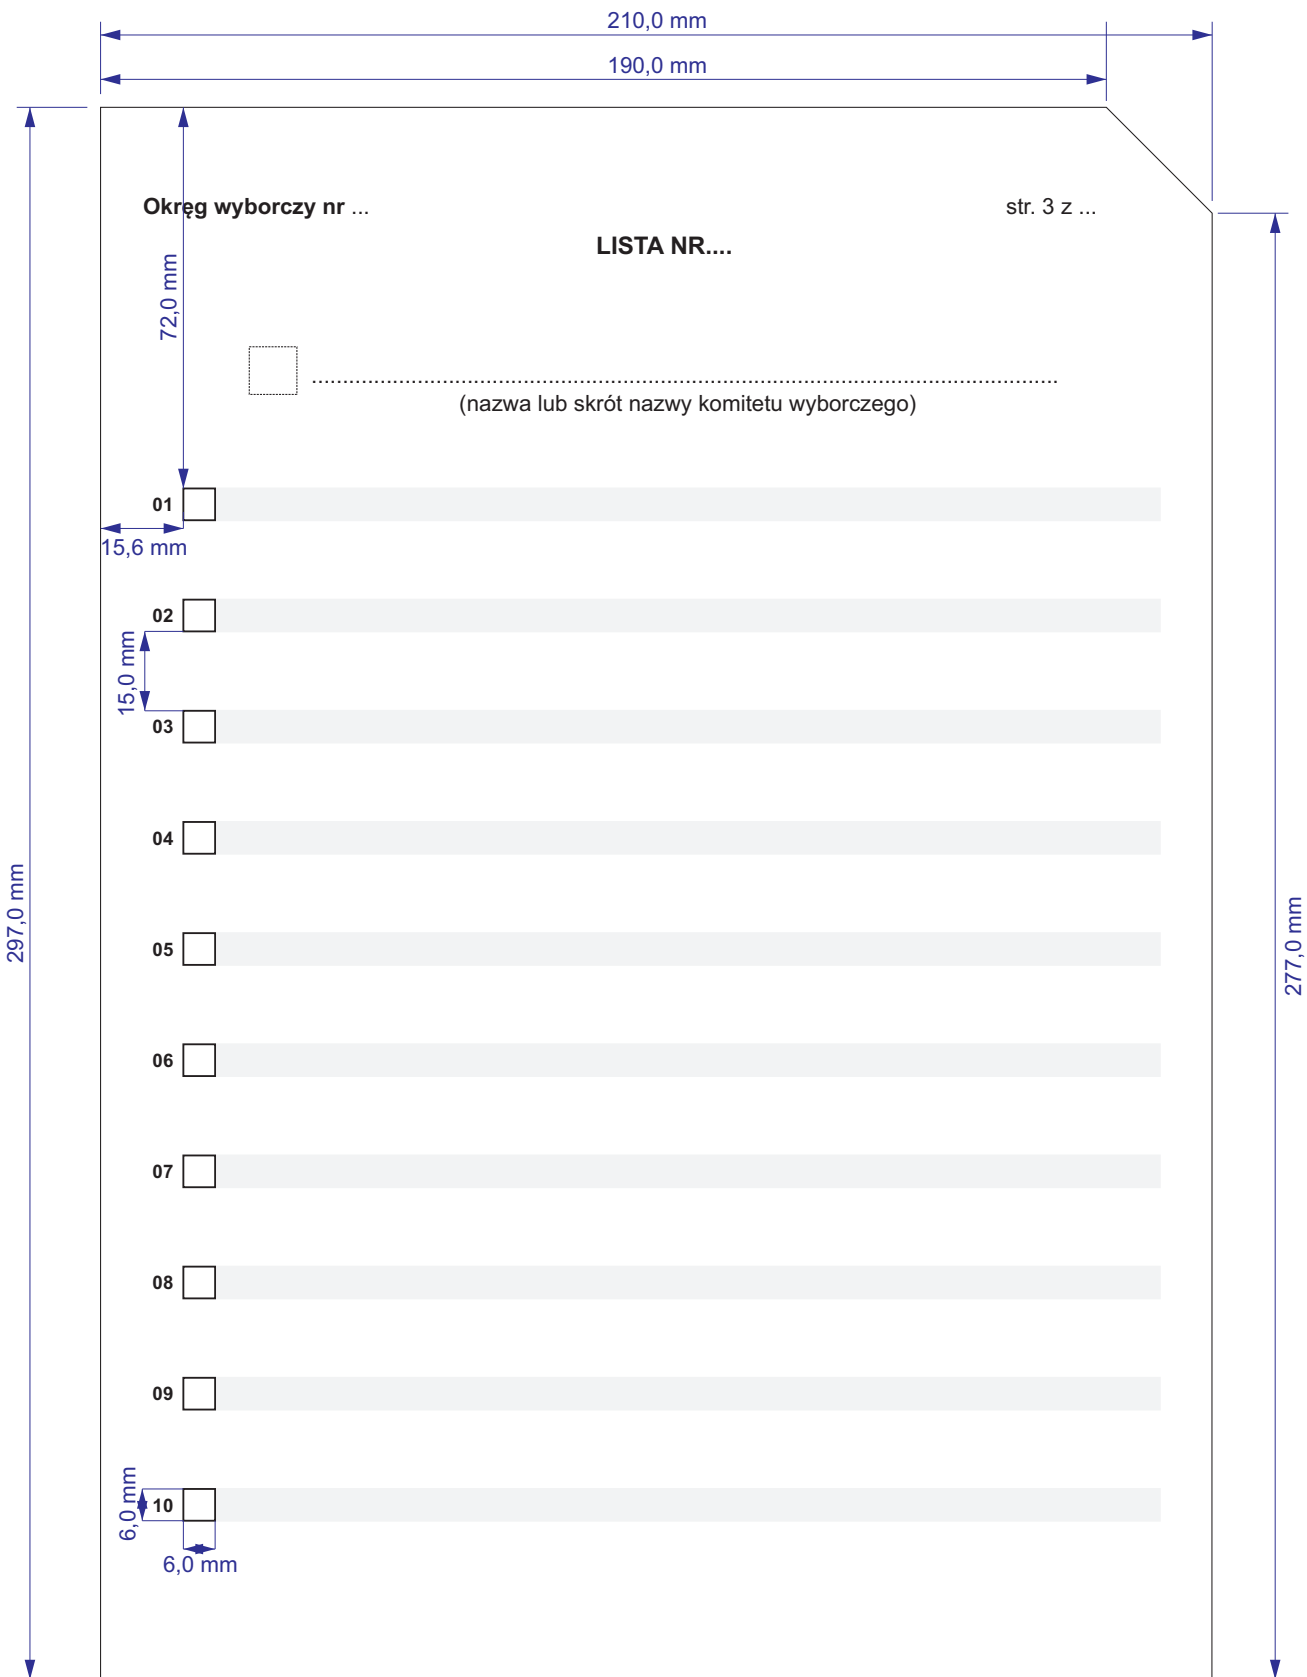 210,0 mm
190,0 mm
Okręg wyborczy nr ...
str. 3 z ...
LISTA NR....
72,0 mm
........................................................................................................................
(nazwa lub skrót nazwy komitetu wyborczego)
01
15,6 mm
02
15,0 mm
03
04
297,0 mm
05
277,0 mm
06
07
08
09
6,0 mm
10
6,0 mm